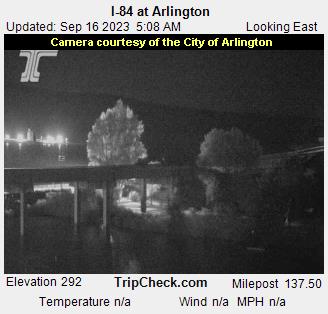 I-84 at Arlington
Updated: Sep 16 2023 5:08 AM Looking East
Camera courtesy of the City of Arlington
Elevation 292 TripCheck.com Milepost 137.50
Temperature n/a Wind n/a MPH n/a